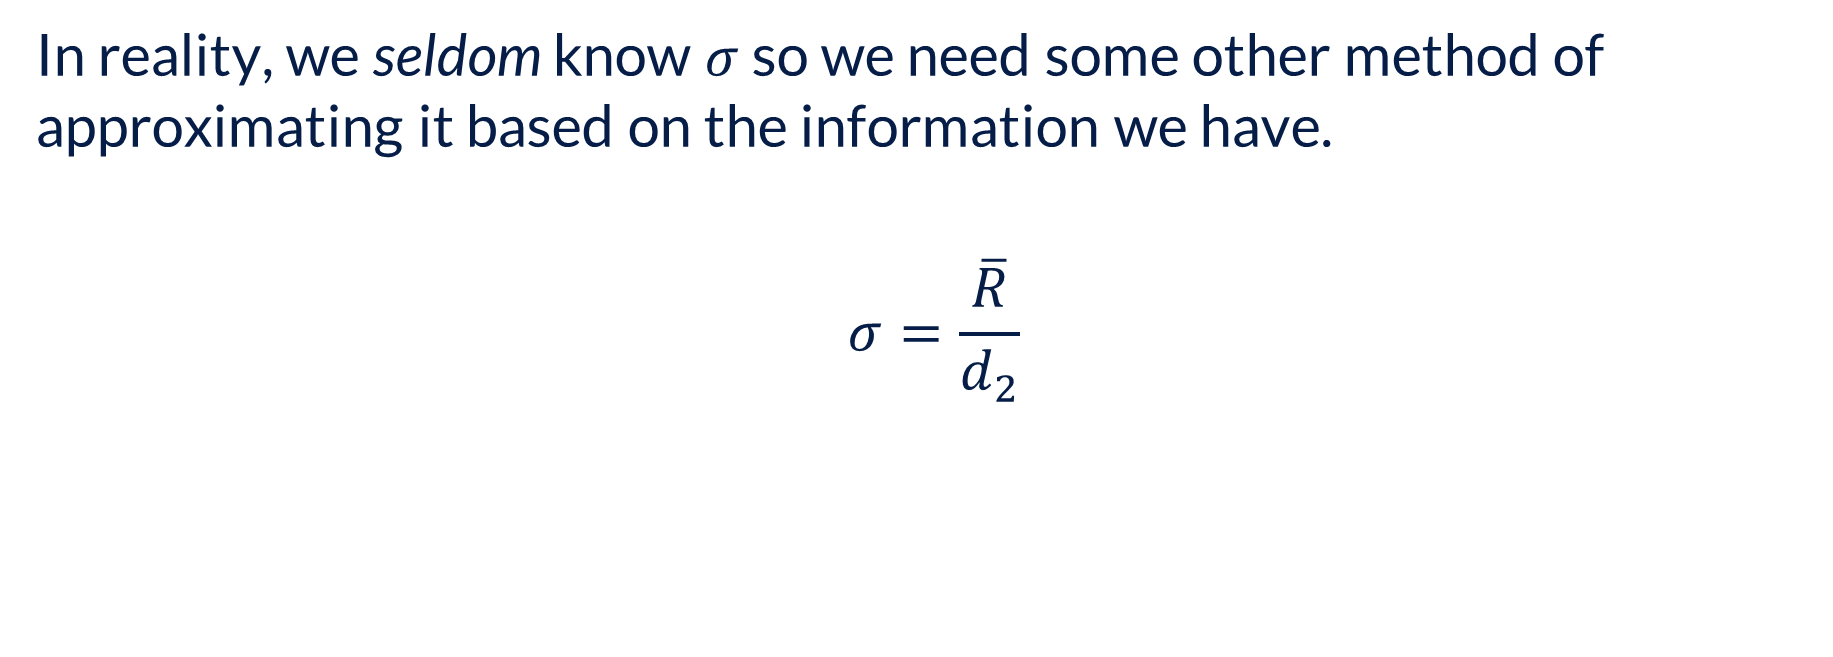 In reality, we seldom know σ so we need some other method of
approximating it based on the information we have.
σ = R̄ / d₂